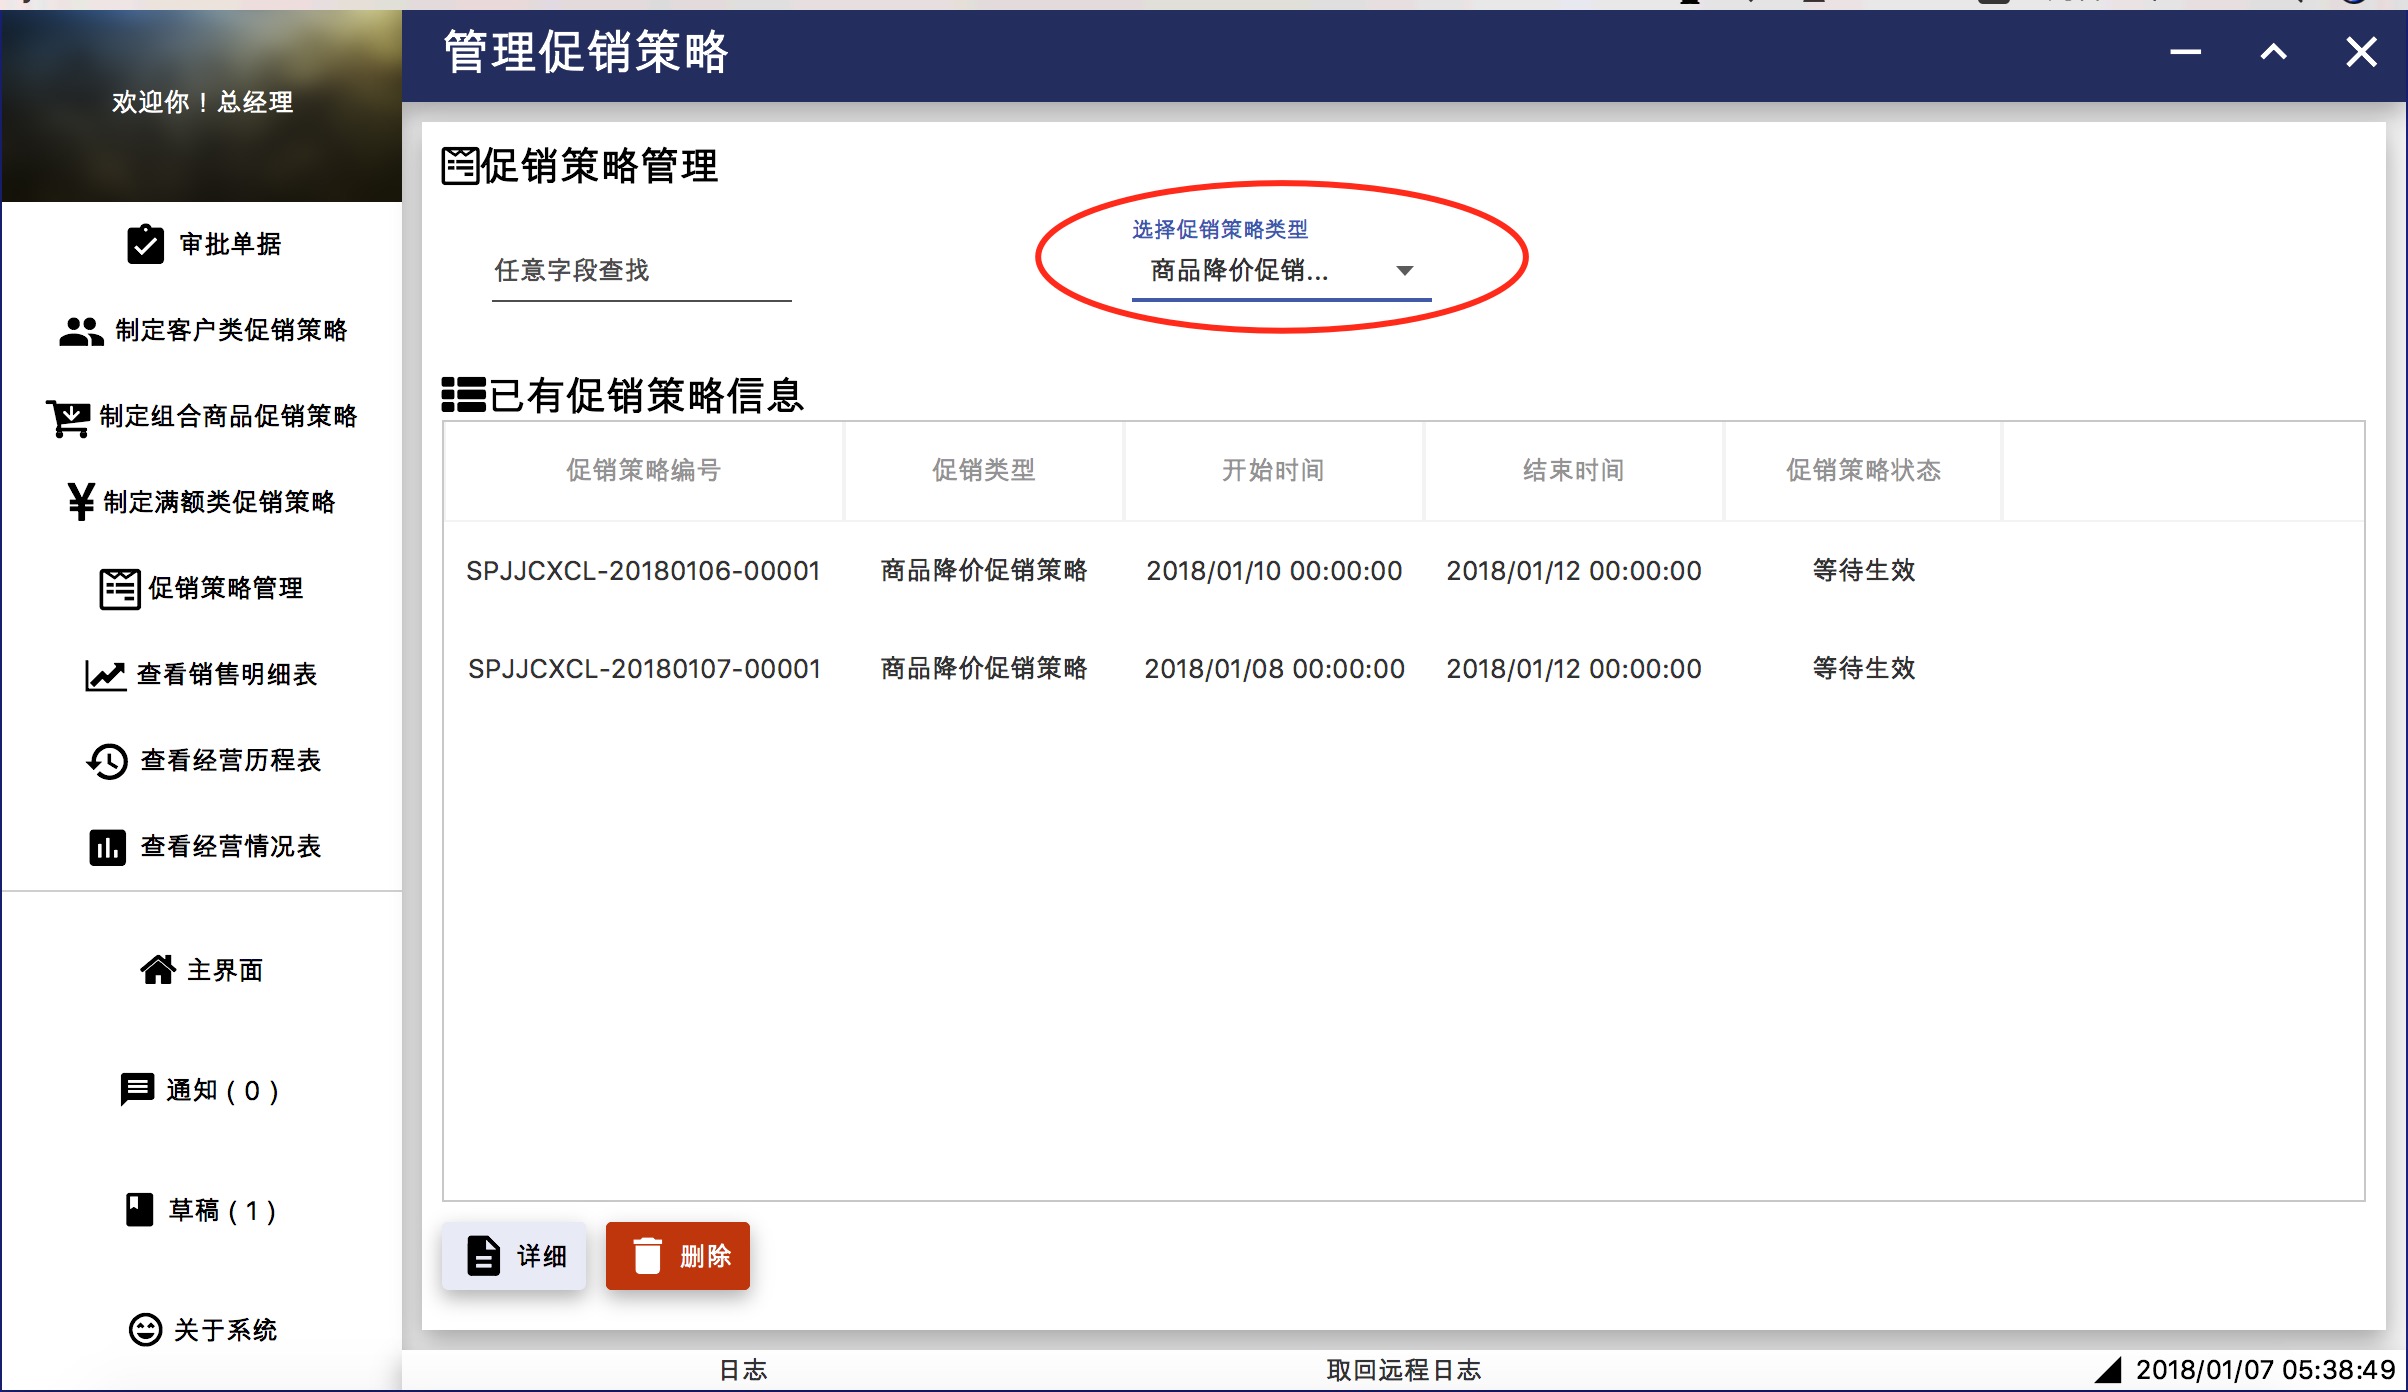 管理促销策略
欢迎你！总经理
审批单据
制定客户类促销策略
制定组合商品促销策略
制定满额类促销策略
促销策略管理
查看销售明细表
查看经营历程表
查看经营情况表
主界面
通知 ( 0 )
草稿 ( 1 )
关于系统
促销策略管理
任意字段查找
选择促销策略类型
商品降价促销...
已有促销策略信息
促销策略编号 促销类型 开始时间 结束时间 促销策略状态
SPJJCXCL-20180106-00001 商品降价促销策略 2018/01/10 00:00:00 2018/01/12 00:00:00 等待生效
SPJJCXCL-20180107-00001 商品降价促销策略 2018/01/08 00:00:00 2018/01/12 00:00:00 等待生效
详细 删除
日志 取回远程日志 2018/01/07 05:38:49